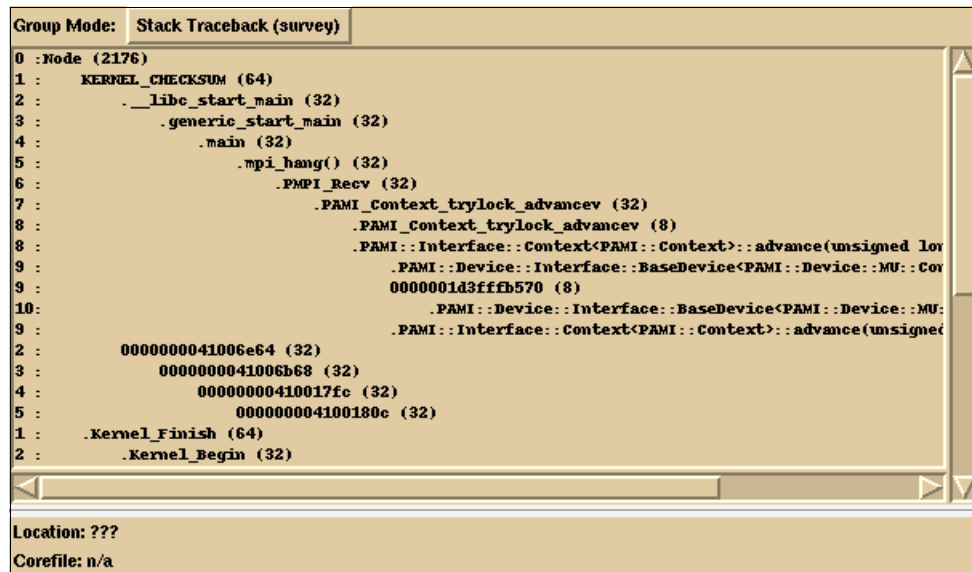 Group Mode: Stack Traceback (survey)
0 :Node (2176)
1 : KERNEL_CHECKSUM (64)
2 : .__libc_start_main (32)
3 : .generic_start_main (32)
4 : .main (32)
5 : .mpi_hang() (32)
6 : .PMPI_Recv (32)
7 : .PAMI_Context_trylock_advancev (32)
8 : .PAMI_Context_trylock_advancev (8)
8 : .PAMI::Interface::Context<PAMI::Context>::advance(unsigned lon
9 : .PAMI::Device::Interface::BaseDevice<PAMI::Device::MU::Con
9 : 0000001d3fffb570 (8)
10: .PAMI::Device::Interface::BaseDevice<PAMI::Device::MU:
9 : .PAMI::Interface::Context<PAMI::Context>::advance(unsigned
2 : 0000000041006e64 (32)
3 : 0000000041006b68 (32)
4 : 00000000410017fc (32)
5 : 000000004100180c (32)
1 : .Kernel_Finish (64)
2 : .Kernel_Begin (32)
Location: ???
Corefile: n/a